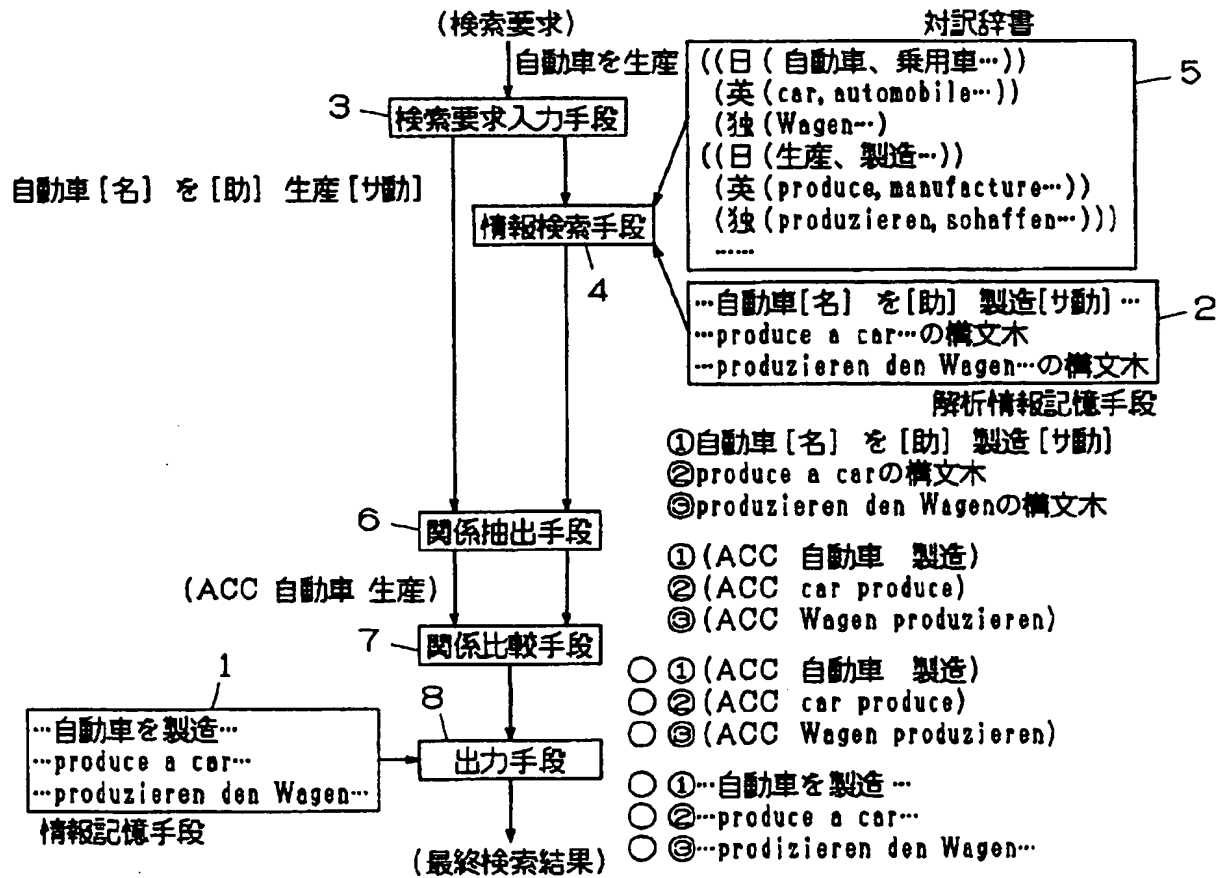 (検索要求)
自動車を生産
3
検索要求入力手段
自動車[名] を[助] 生産[サ動]
情報検索手段
4
対訳辞書
((日(自動車、乗用車…))
(英(car,automobile…))
(独(Wagen…)
((日(生産、製造…))
(英(produce,manufacture…))
(独(produzieren,sohaffen…)))
……
5
…自動車[名] を[助] 製造[サ動]…
…produce a car…の構文木
…produzieren den Wagen…の構文木
2
解析情報記憶手段
①自動車[名] を[助] 製造[サ動]
②produce a carの構文木
③produzieren den Wagenの構文木
6
関係抽出手段
(ACC 自動車 生産)
①(ACC 自動車 製造)
②(ACC car produce)
③(ACC Wagen produzieren)
7
関係比較手段
○①(ACC 自動車 製造)
○②(ACC car produce)
○③(ACC Wagen produzieren)
1
…自動車を製造…
…produce a car…
…produzieren den Wagen…
情報記憶手段
8
出力手段
○①…自動車を製造…
○②…produce a car…
○③…prodizieren den Wagen…
(最終検索結果)